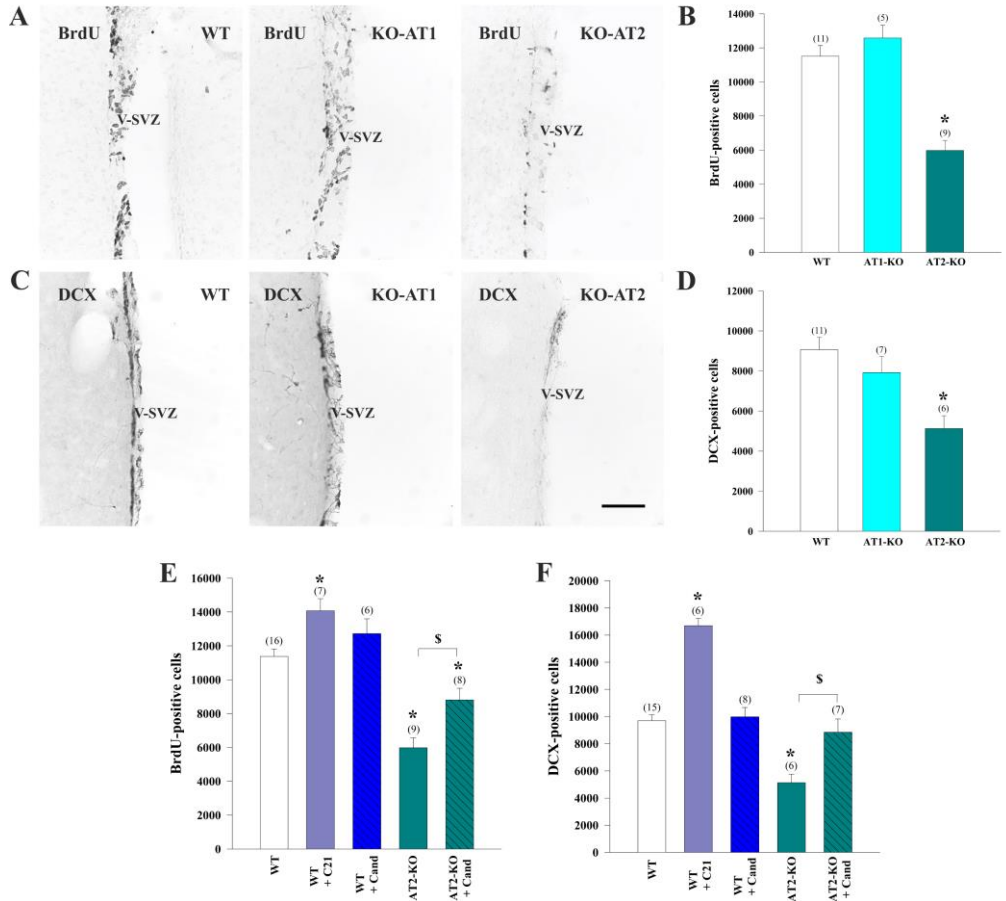 A
BrdU WT
V-SVZ
BrdU KO-AT1
V-SVZ
BrdU KO-AT2
V-SVZ
B
BrdU-positive cells
14000
12000
10000
8000
6000
4000
2000
0
(11)
(5)
*
(9)
WT AT1-KO AT2-KO
C
DCX WT
V-SVZ
DCX KO-AT1
V-SVZ
DCX KO-AT2
V-SVZ
D
DCX-positive cells
12000
10000
8000
6000
4000
2000
0
(11)
(7)
*
(6)
WT AT1-KO AT2-KO
E
BrdU-positive cells
16000
14000
12000
10000
8000
6000
4000
2000
0
(16)
*
(7)
(6)
*
(9)
$
*
(8)
WT
WT
+ C21
WT
+ Cand
AT2-KO
AT2-KO
+ Cand
F
DCX-positive cells
20000
18000
16000
14000
12000
10000
8000
6000
4000
2000
0
(15)
*
(6)
(8)
*
(6)
$
(7)
WT
WT
+ C21
WT
+ Cand
AT2-KO
AT2-KO
+ Cand